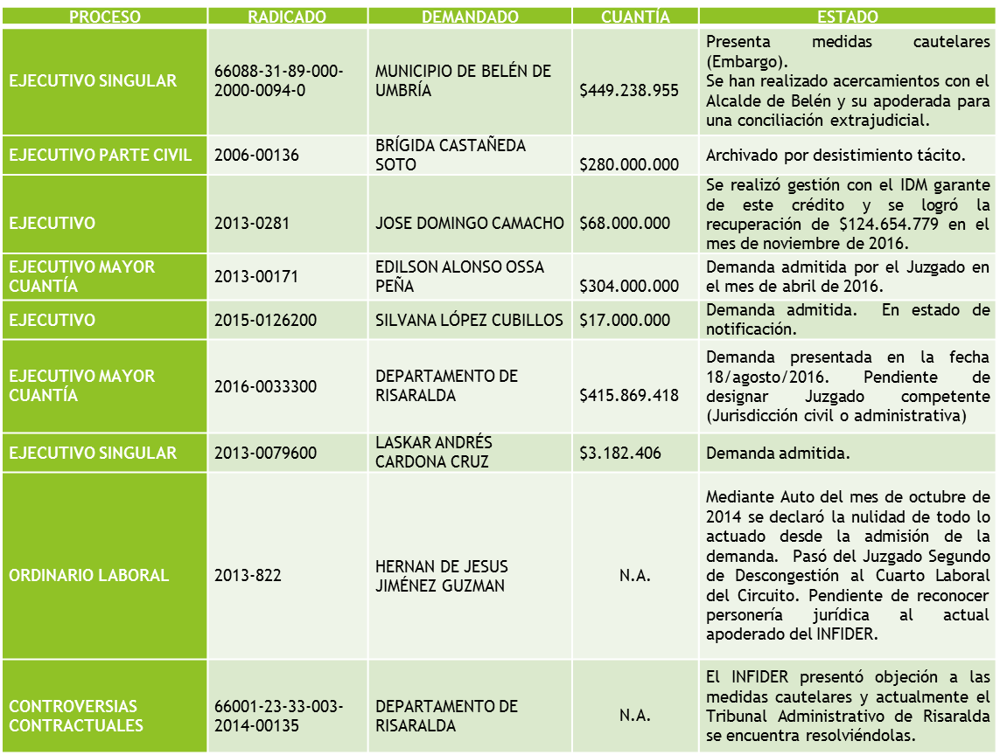 PROCESO RADICADO DEMANDADO CUANTÍA ESTADO
EJECUTIVO SINGULAR
66088-31-89-000-
2000-0094-0
MUNICIPIO DE BELÉN DE
UMBRÍA
$449.238.955
Presenta medidas cautelares
(Embargo).
Se han realizado acercamientos con el
Alcalde de Belén y su apoderada para
una conciliación extrajudicial.
EJECUTIVO PARTE CIVIL
2006-00136
BRÍGIDA CASTAÑEDA
SOTO
$280.000.000
Archivado por desistimiento tácito.
EJECUTIVO
2013-0281
JOSE DOMINGO CAMACHO
$68.000.000
Se realizó gestión con el IDM garante
de este crédito y se logró la
recuperación de $124.654.779 en el
mes de noviembre de 2016.
EJECUTIVO MAYOR
CUANTÍA
2013-00171
EDILSON ALONSO OSSA
PEÑA
$304.000.000
Demanda admitida por el Juzgado en
el mes de abril de 2016.
EJECUTIVO
2015-0126200
SILVANA LÓPEZ CUBILLOS
$17.000.000
Demanda admitida. En estado de
notificación.
EJECUTIVO MAYOR
CUANTÍA
2016-0033300
DEPARTAMENTO DE
RISARALDA
$415.869.418
Demanda presentada en la fecha
18/agosto/2016. Pendiente de
designar Juzgado competente
(Jurisdicción civil o administrativa)
EJECUTIVO SINGULAR
2013-0079600
LASKAR ANDRÉS
CARDONA CRUZ
$3.182.406
Demanda admitida.
ORDINARIO LABORAL
2013-822
HERNAN DE JESUS
JIMÉNEZ GUZMAN
N.A.
Mediante Auto del mes de octubre de
2014 se declaró la nulidad de todo lo
actuado desde la admisión de la
demanda. Pasó del Juzgado Segundo
de Descongestión al Cuarto Laboral
del Circuito. Pendiente de reconocer
personería jurídica al actual
apoderado del INFIDER.
CONTROVERSIAS
CONTRACTUALES
66001-23-33-003-
2014-00135
DEPARTAMENTO DE
RISARALDA
N.A.
El INFIDER presentó objeción a las
medidas cautelares y actualmente el
Tribunal Administrativo de Risaralda
se encuentra resolviéndolas.